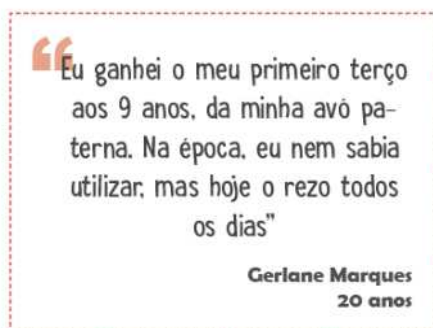 “Eu ganhei o meu primeiro terço
aos 9 anos, da minha avó pa-
terna. Na época, eu nem sabia
utilizar, mas hoje o rezo todos
os dias”
Gerlane Marques
20 anos